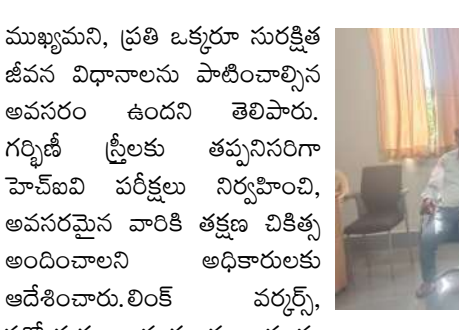 ముఖ్యమని, ప్రతి ఒక్కరూ సురక్షిత
జీవన విధానాలను పాటించాల్సిన
అవసరం ఉందని తెలిపారు.
గర్భిణీ స్త్రీలకు తప్పనిసరిగా
హెచ్ఐవి పరీక్షలు నిర్వహించి,
అవసరమైన వారికి తక్షణ చికిత్స
అందించాలని అధికారులకు
ఆదేశించారు.లింక్ వర్కర్స్,